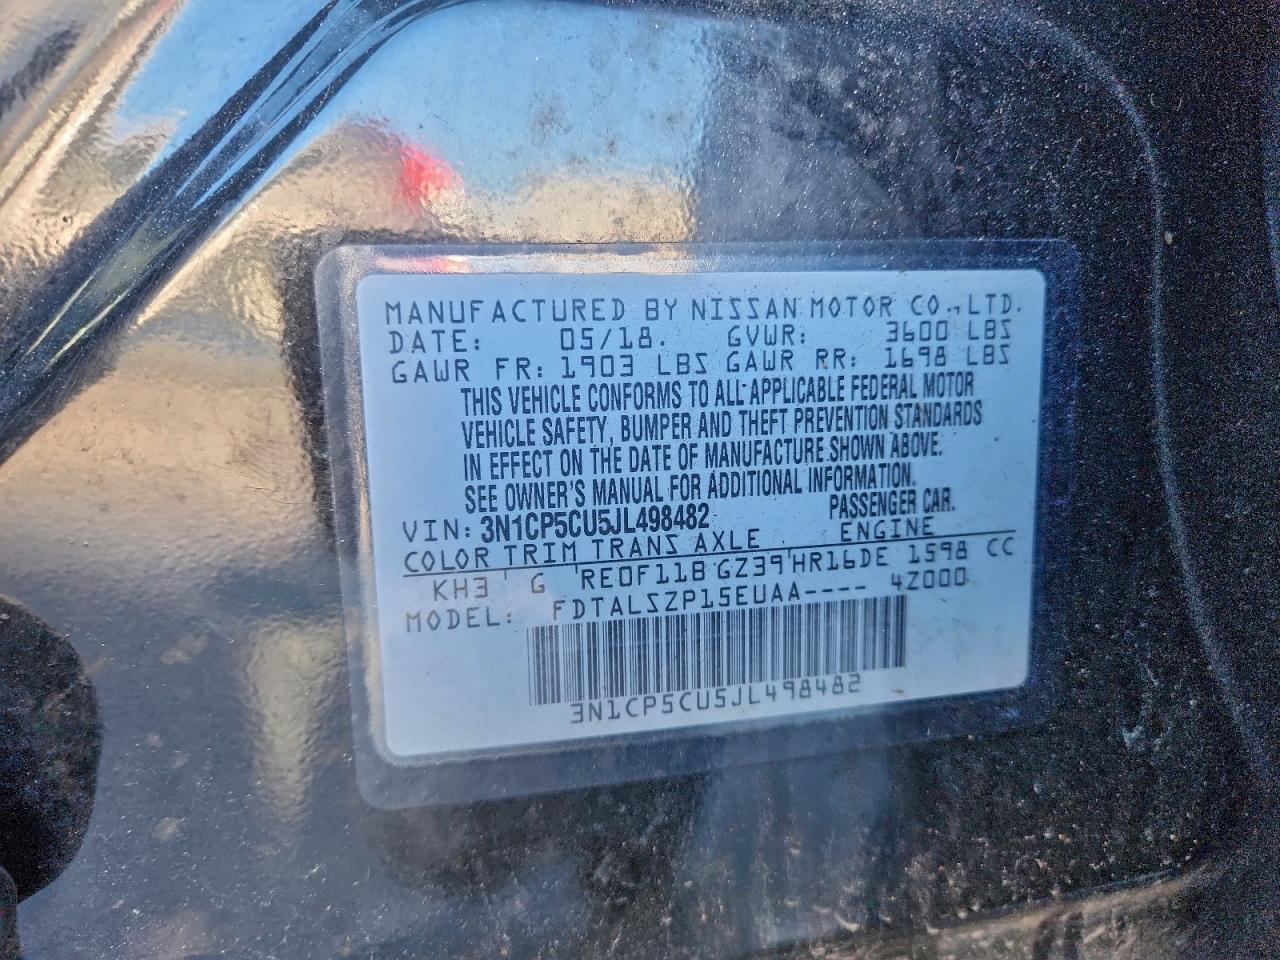 MANUFACTURED BY NISSAN MOTOR CO.,LTD.
DATE: 05/18. GVWR: 3600 LBS
GAWR FR: 1903 LBS GAWR RR: 1698 LBS
THIS VEHICLE CONFORMS TO ALL APPLICABLE FEDERAL MOTOR
VEHICLE SAFETY, BUMPER AND THEFT PREVENTION STANDARDS
IN EFFECT ON THE DATE OF MANUFACTURE SHOWN ABOVE.
SEE OWNER'S MANUAL FOR ADDITIONAL INFORMATION.
VIN: 3N1CP5CU5JL498482 PASSENGER CAR.
COLOR TRIM TRANS AXLE ENGINE
KH3 G RE0F11B GZ39 HR16DE 1598 CC
MODEL: FDTALSZP15EUAA---- 4Z000
3N1CP5CU5JL498482